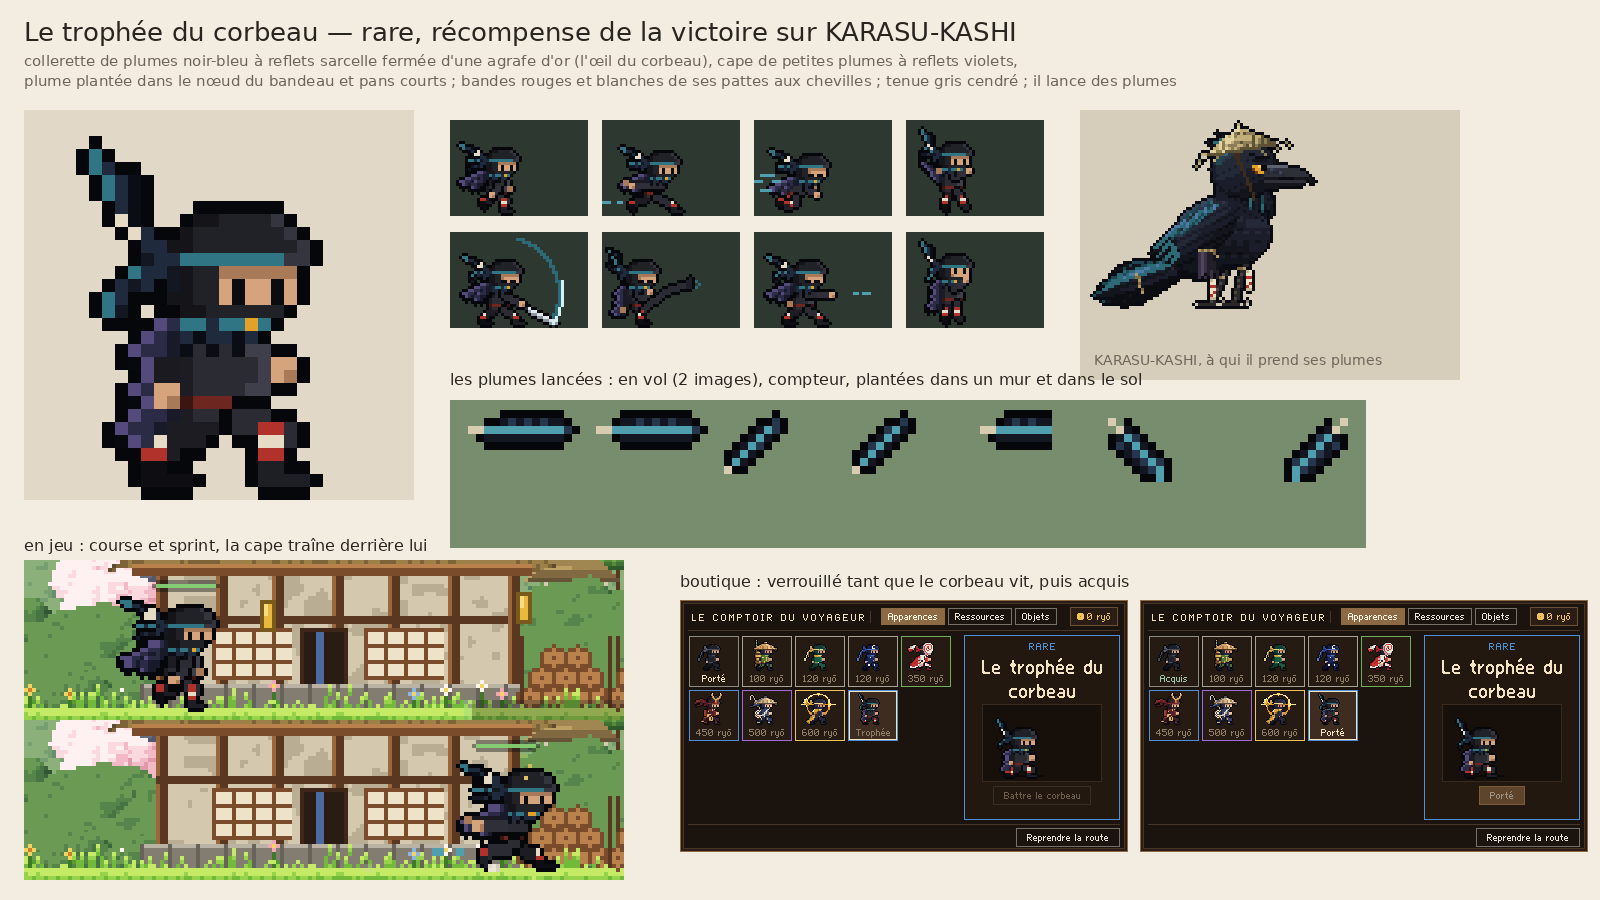 Le trophée du corbeau — rare, récompense de la victoire sur KARASU-KASHI
collerette de plumes noir-bleu à reflets sarcelle fermée d'une agrafe d'or (l'œil du corbeau), cape de petites plumes à reflets violets,
plume plantée dans le nœud du bandeau et pans courts ; bandes rouges et blanches de ses pattes aux chevilles ; tenue gris cendré ; il lance des plumes
KARASU-KASHI, à qui il prend ses plumes
les plumes lancées : en vol (2 images), compteur, plantées dans un mur et dans le sol
en jeu : course et sprint, la cape traîne derrière lui
boutique : verrouillé tant que le corbeau vit, puis acquis
LE COMPTOIR DU VOYAGEUR Apparences Ressources Objets 0 ryō
Porté 100 ryō 120 ryō 120 ryō 350 ryō
450 ryō 500 ryō 600 ryō Trophée
RARE
Le trophée du
corbeau
Battre le corbeau
Reprendre la route
LE COMPTOIR DU VOYAGEUR Apparences Ressources Objets 0 ryō
Acquis 100 ryō 120 ryō 120 ryō 350 ryō
450 ryō 500 ryō 600 ryō Porté
RARE
Le trophée du
corbeau
Porté
Reprendre la route